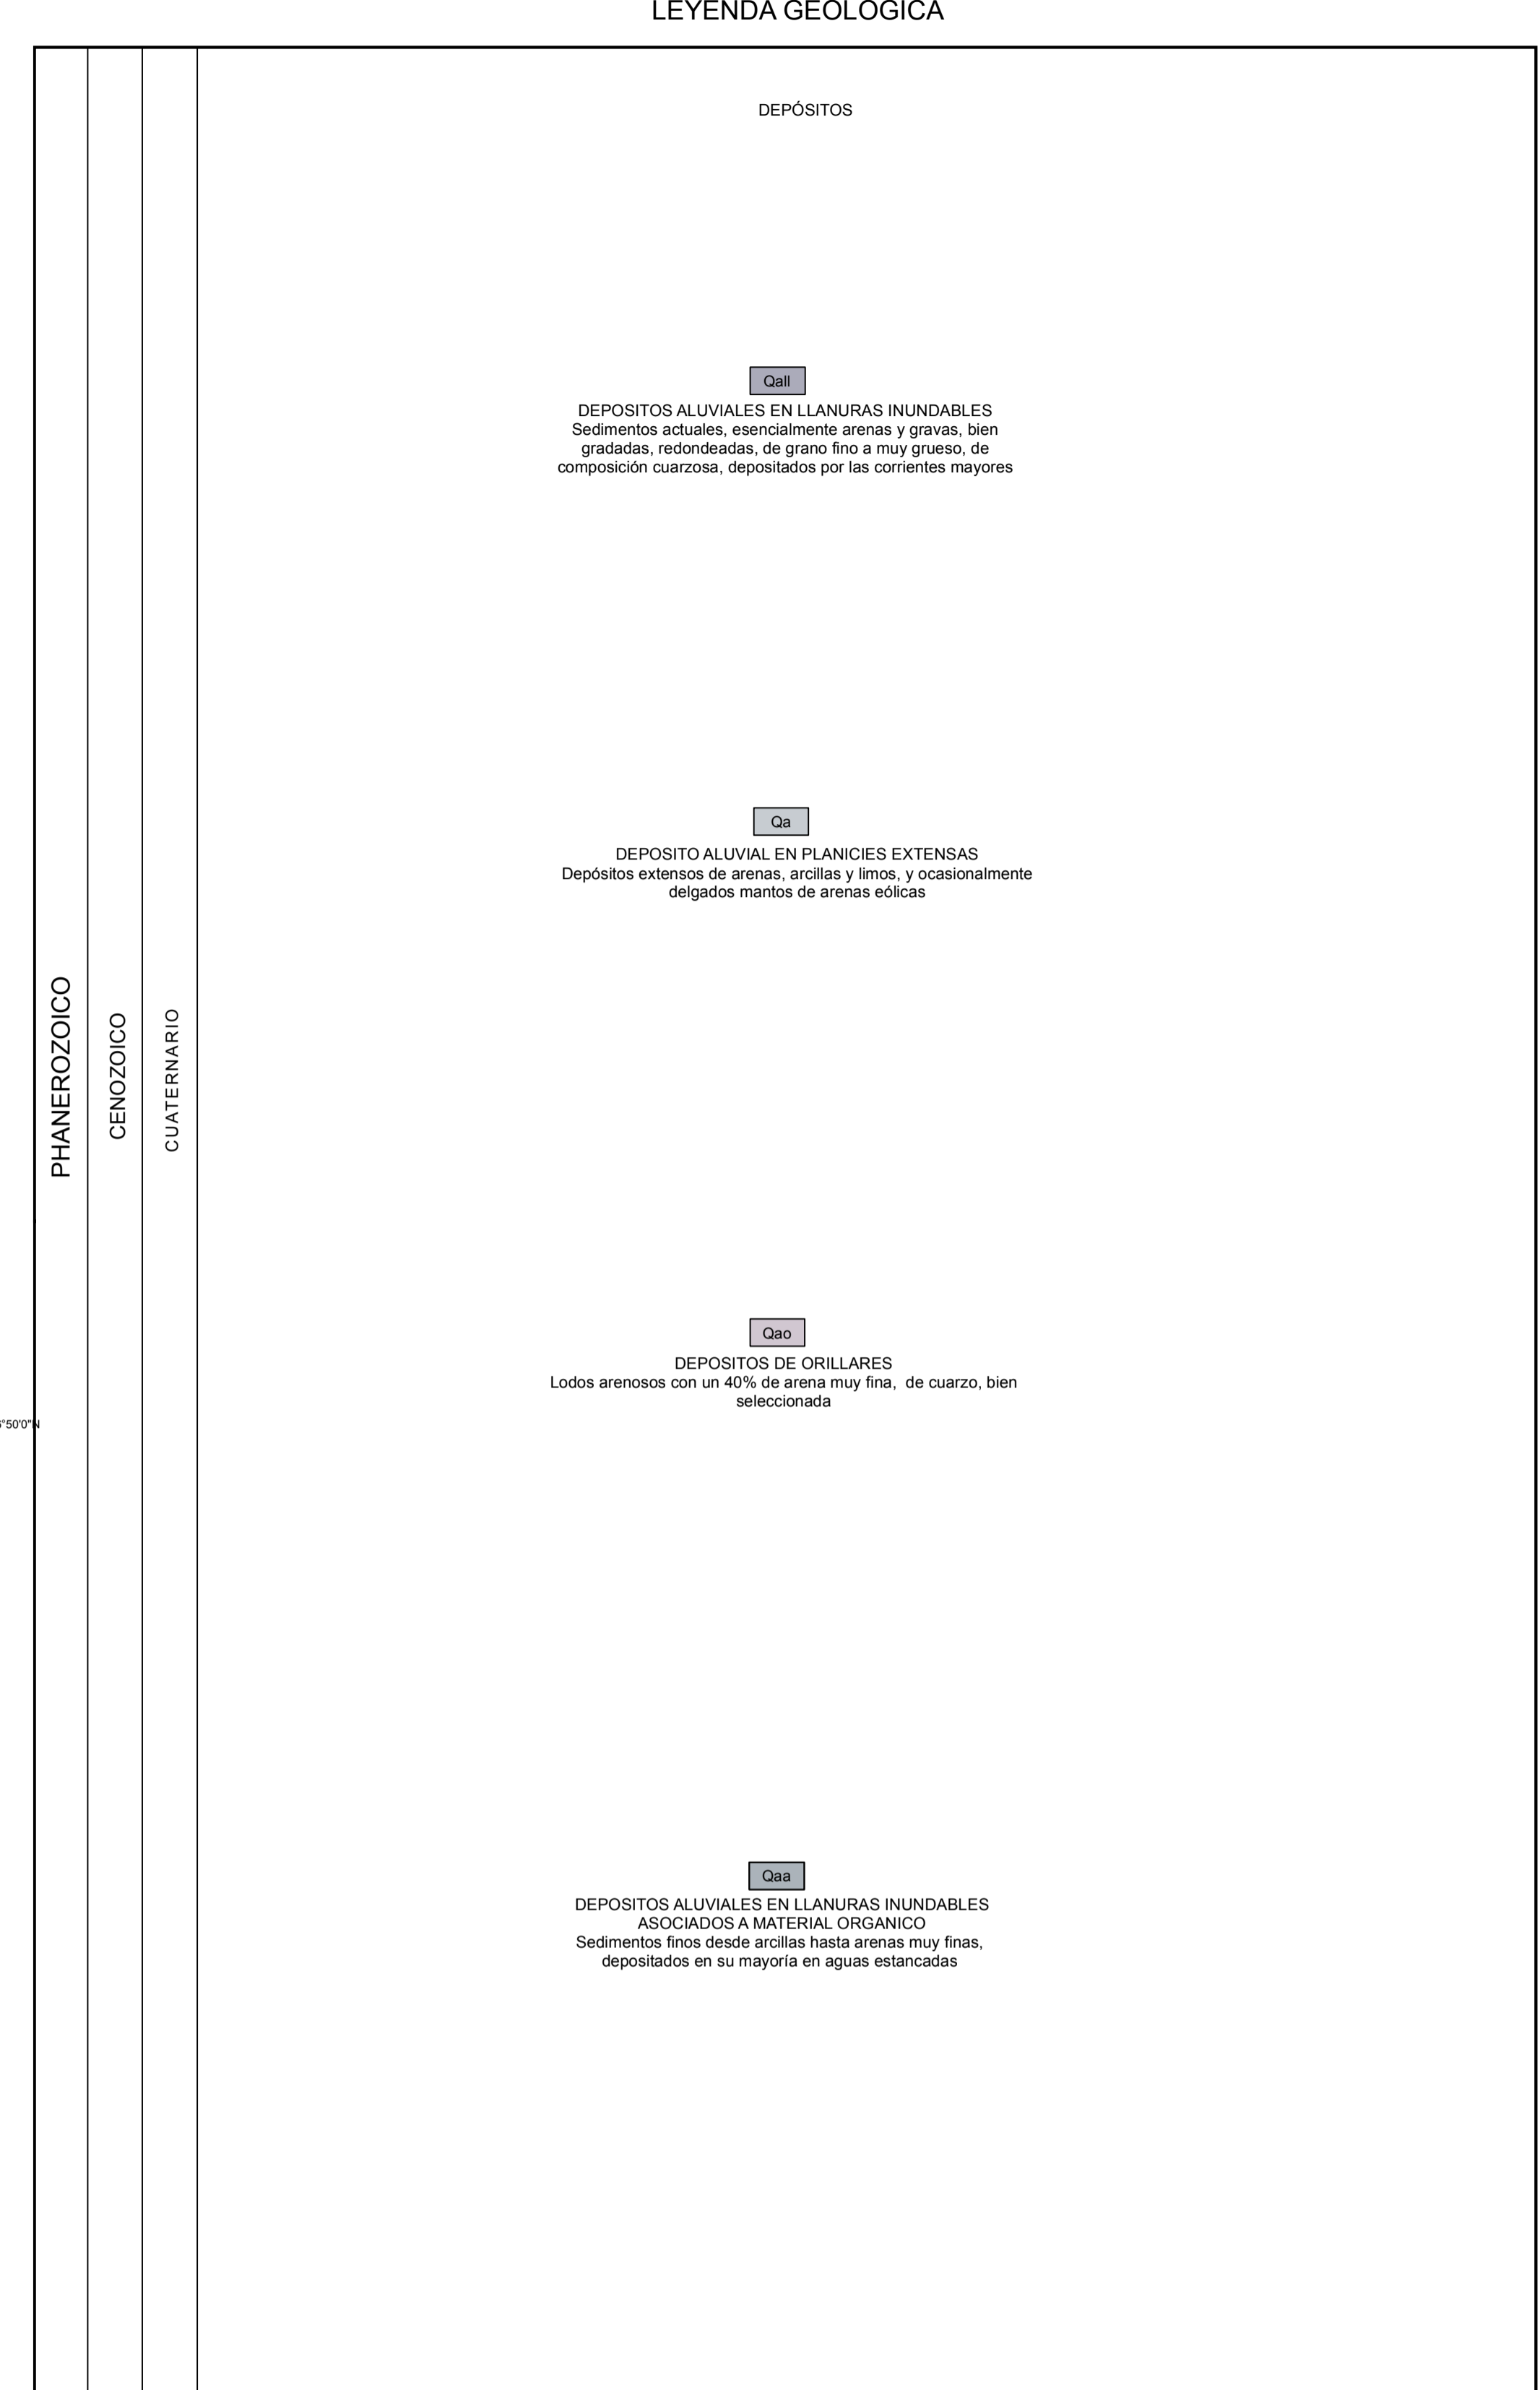 LEYENDA GEOLOGICA
DEPÓSITOS
Qall
DEPOSITOS ALUVIALES EN LLANURAS INUNDABLES
Sedimentos actuales, esencialmente arenas y gravas, bien
gradadas, redondeadas, de grano fino a muy grueso, de
composición cuarzosa, depositados por las corrientes mayores
Qa
DEPOSITO ALUVIAL EN PLANICIES EXTENSAS
Depósitos extensos de arenas, arcillas y limos, y ocasionalmente
delgados mantos de arenas eólicas
PHANEROZOICO
CENOZOICO
CUATERNARIO
Qao
DEPOSITOS DE ORILLARES
Lodos arenosos con un 40% de arena muy fina, de cuarzo, bien
seleccionada
°50'0"N
Qaa
DEPOSITOS ALUVIALES EN LLANURAS INUNDABLES
ASOCIADOS A MATERIAL ORGANICO
Sedimentos finos desde arcillas hasta arenas muy finas,
depositados en su mayoría en aguas estancadas